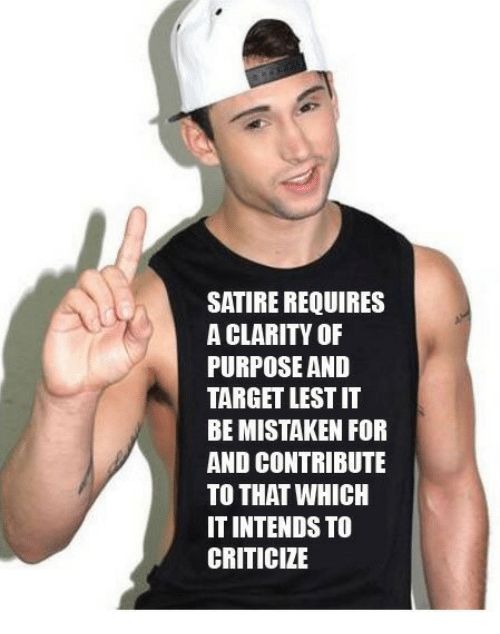 SATIRE REQUIRES
A CLARITY OF
PURPOSE AND
TARGET LEST IT
BE MISTAKEN FOR
AND CONTRIBUTE
TO THAT WHICH
IT INTENDS TO
CRITICIZE